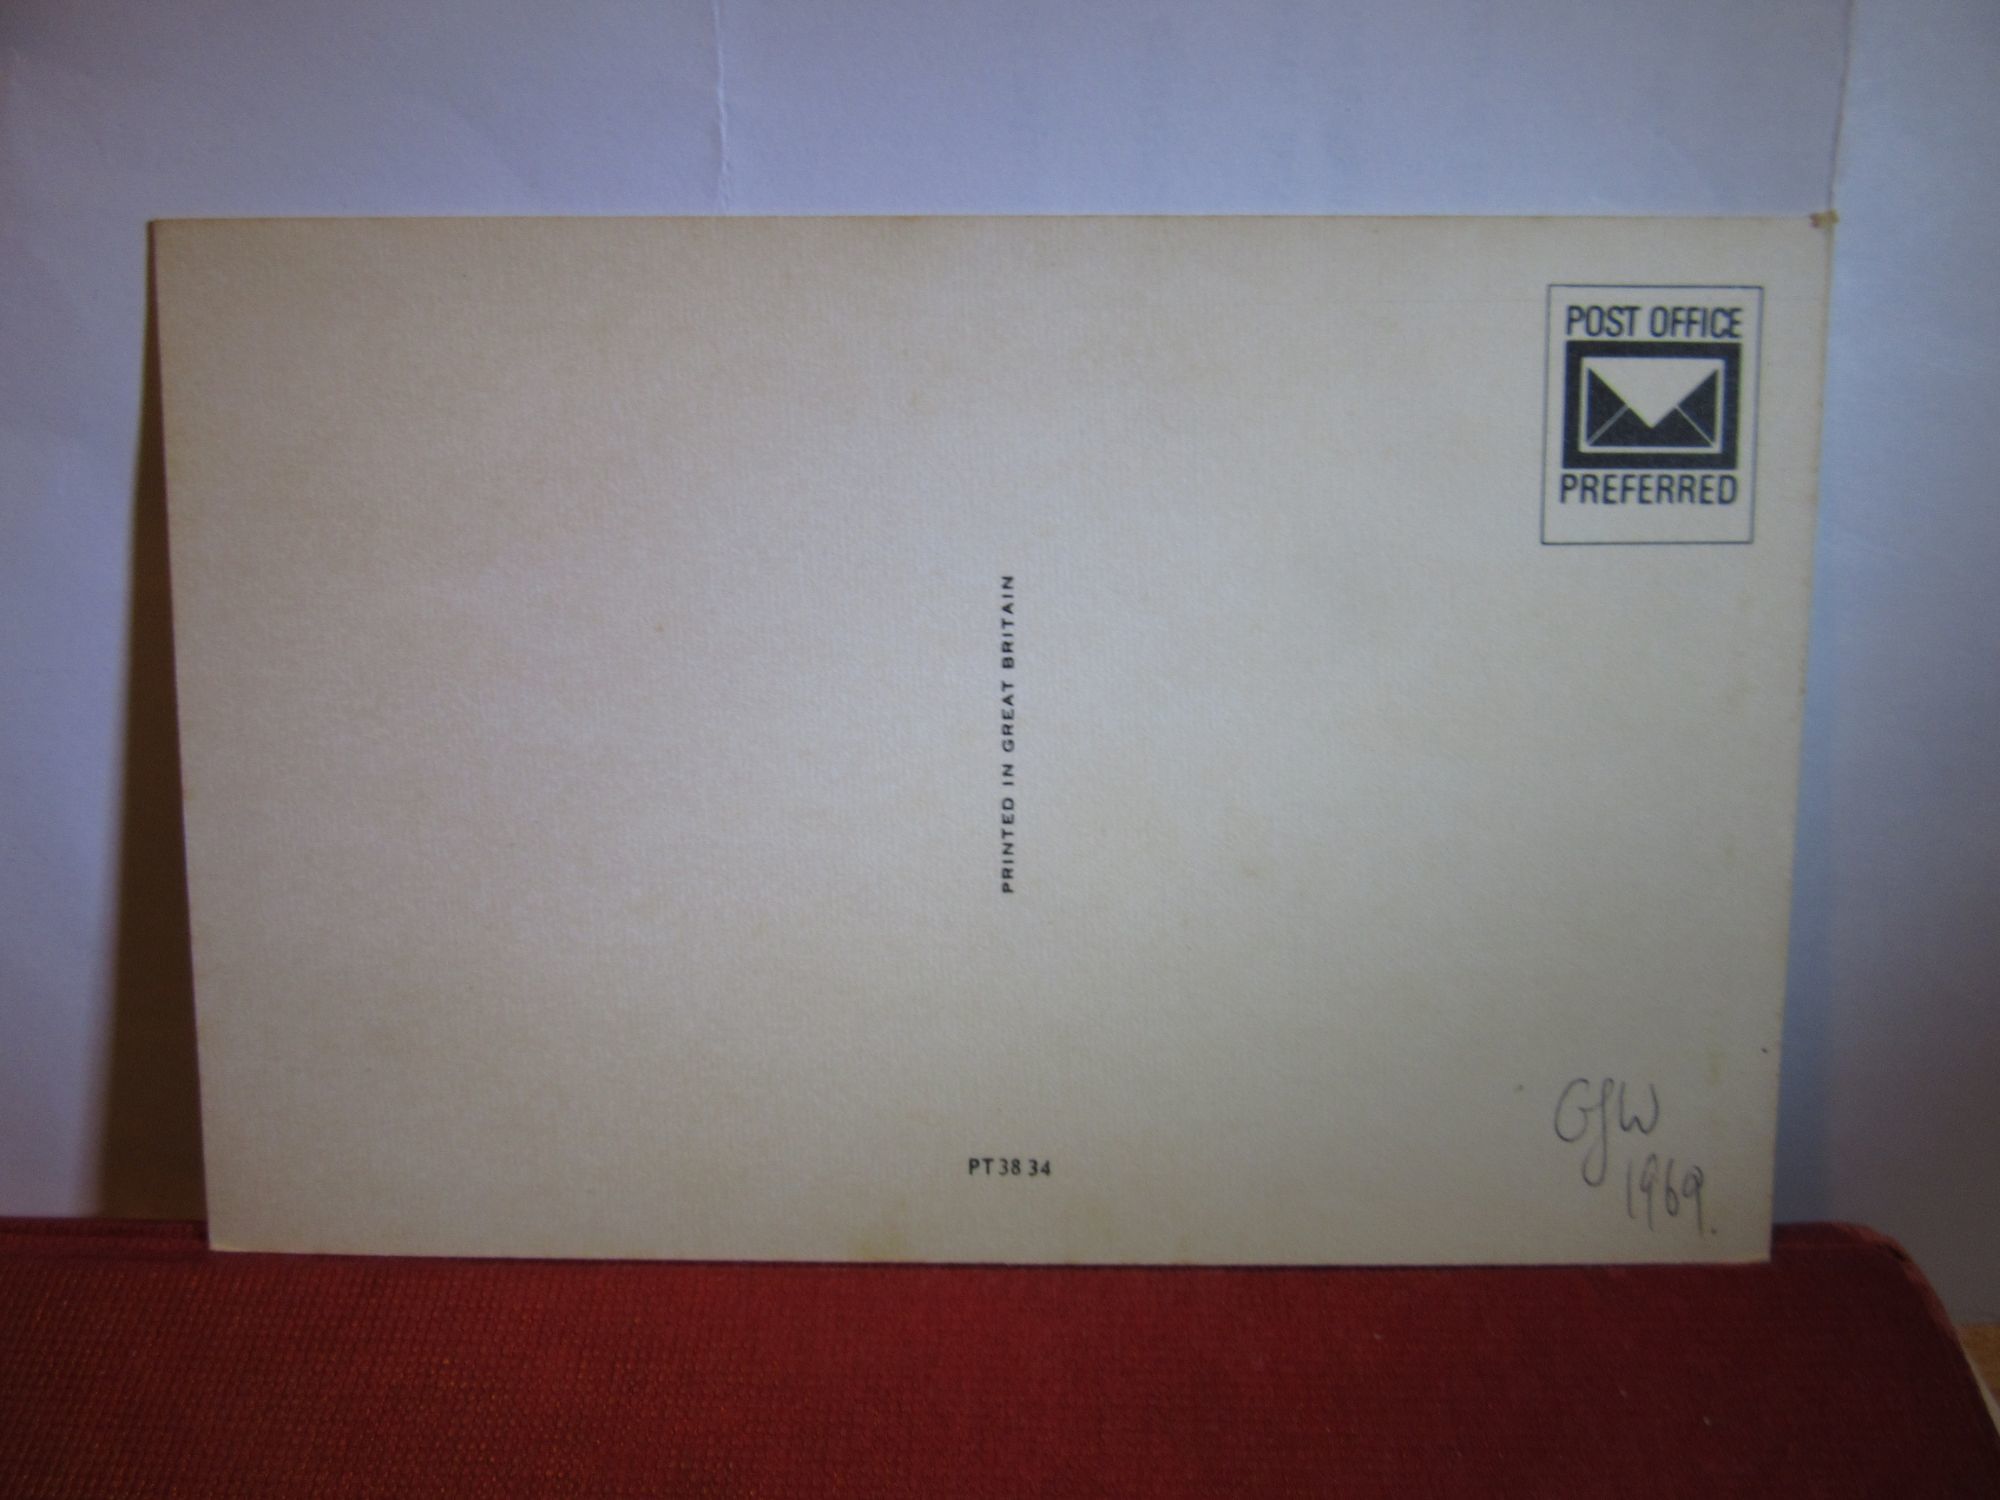 POST OFFICE
PREFERRED
PRINTED IN GREAT BRITAIN
PT 38 34
GJW
1969.